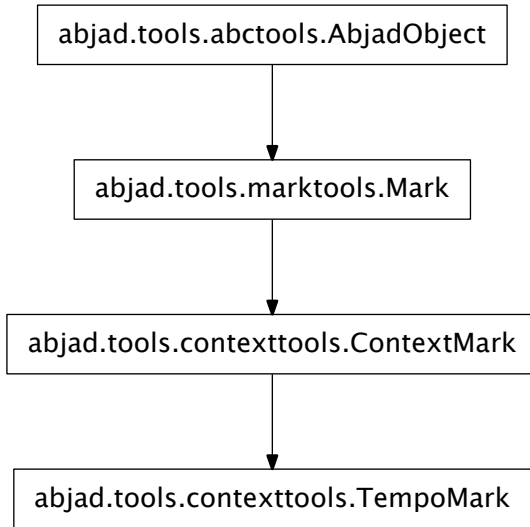 abjad.tools.abctools.AbjadObject
abjad.tools.marktools.Mark
abjad.tools.contexttools.ContextMark
abjad.tools.contexttools.TempoMark